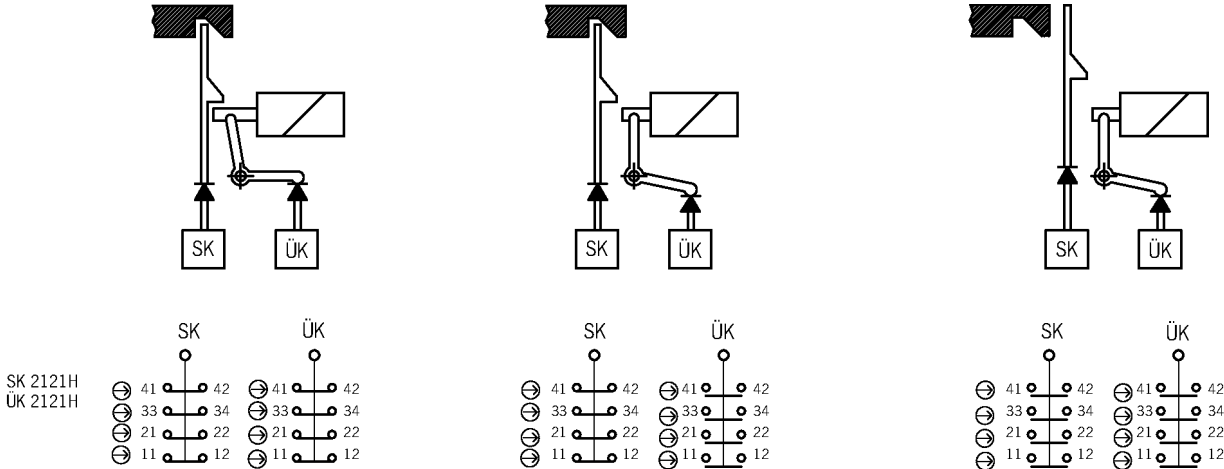 SK ÜK SK ÜK SK ÜK
SK ÜK SK ÜK SK ÜK
SK 2121H
ÜK 2121H
41 42 41 42 41 42 41 42 41 42 41 42
33 34 33 34 33 34 33 34 33 34 33 34
21 22 21 22 21 22 21 22 21 22 21 22
11 12 11 12 11 12 11 12 11 12 11 12